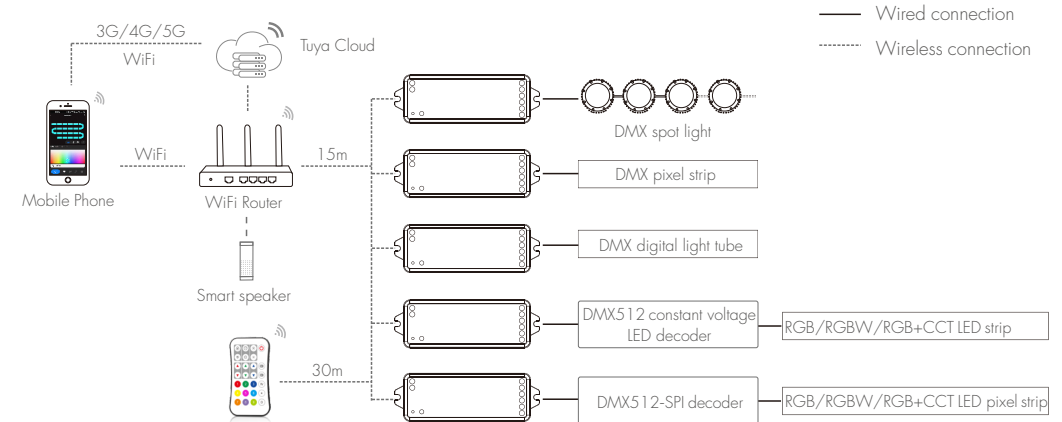 Wired connection
Wireless connection
3G/4G/5G
WiFi
Tuya Cloud
WiFi
15m
Mobile Phone
WiFi Router
Smart speaker
30m
DMX spot light
DMX pixel strip
DMX digital light tube
DMX512 constant voltage
LED decoder
RGB/RGBW/RGB+CCT LED strip
DMX512-SPI decoder
RGB/RGBW/RGB+CCT LED pixel strip